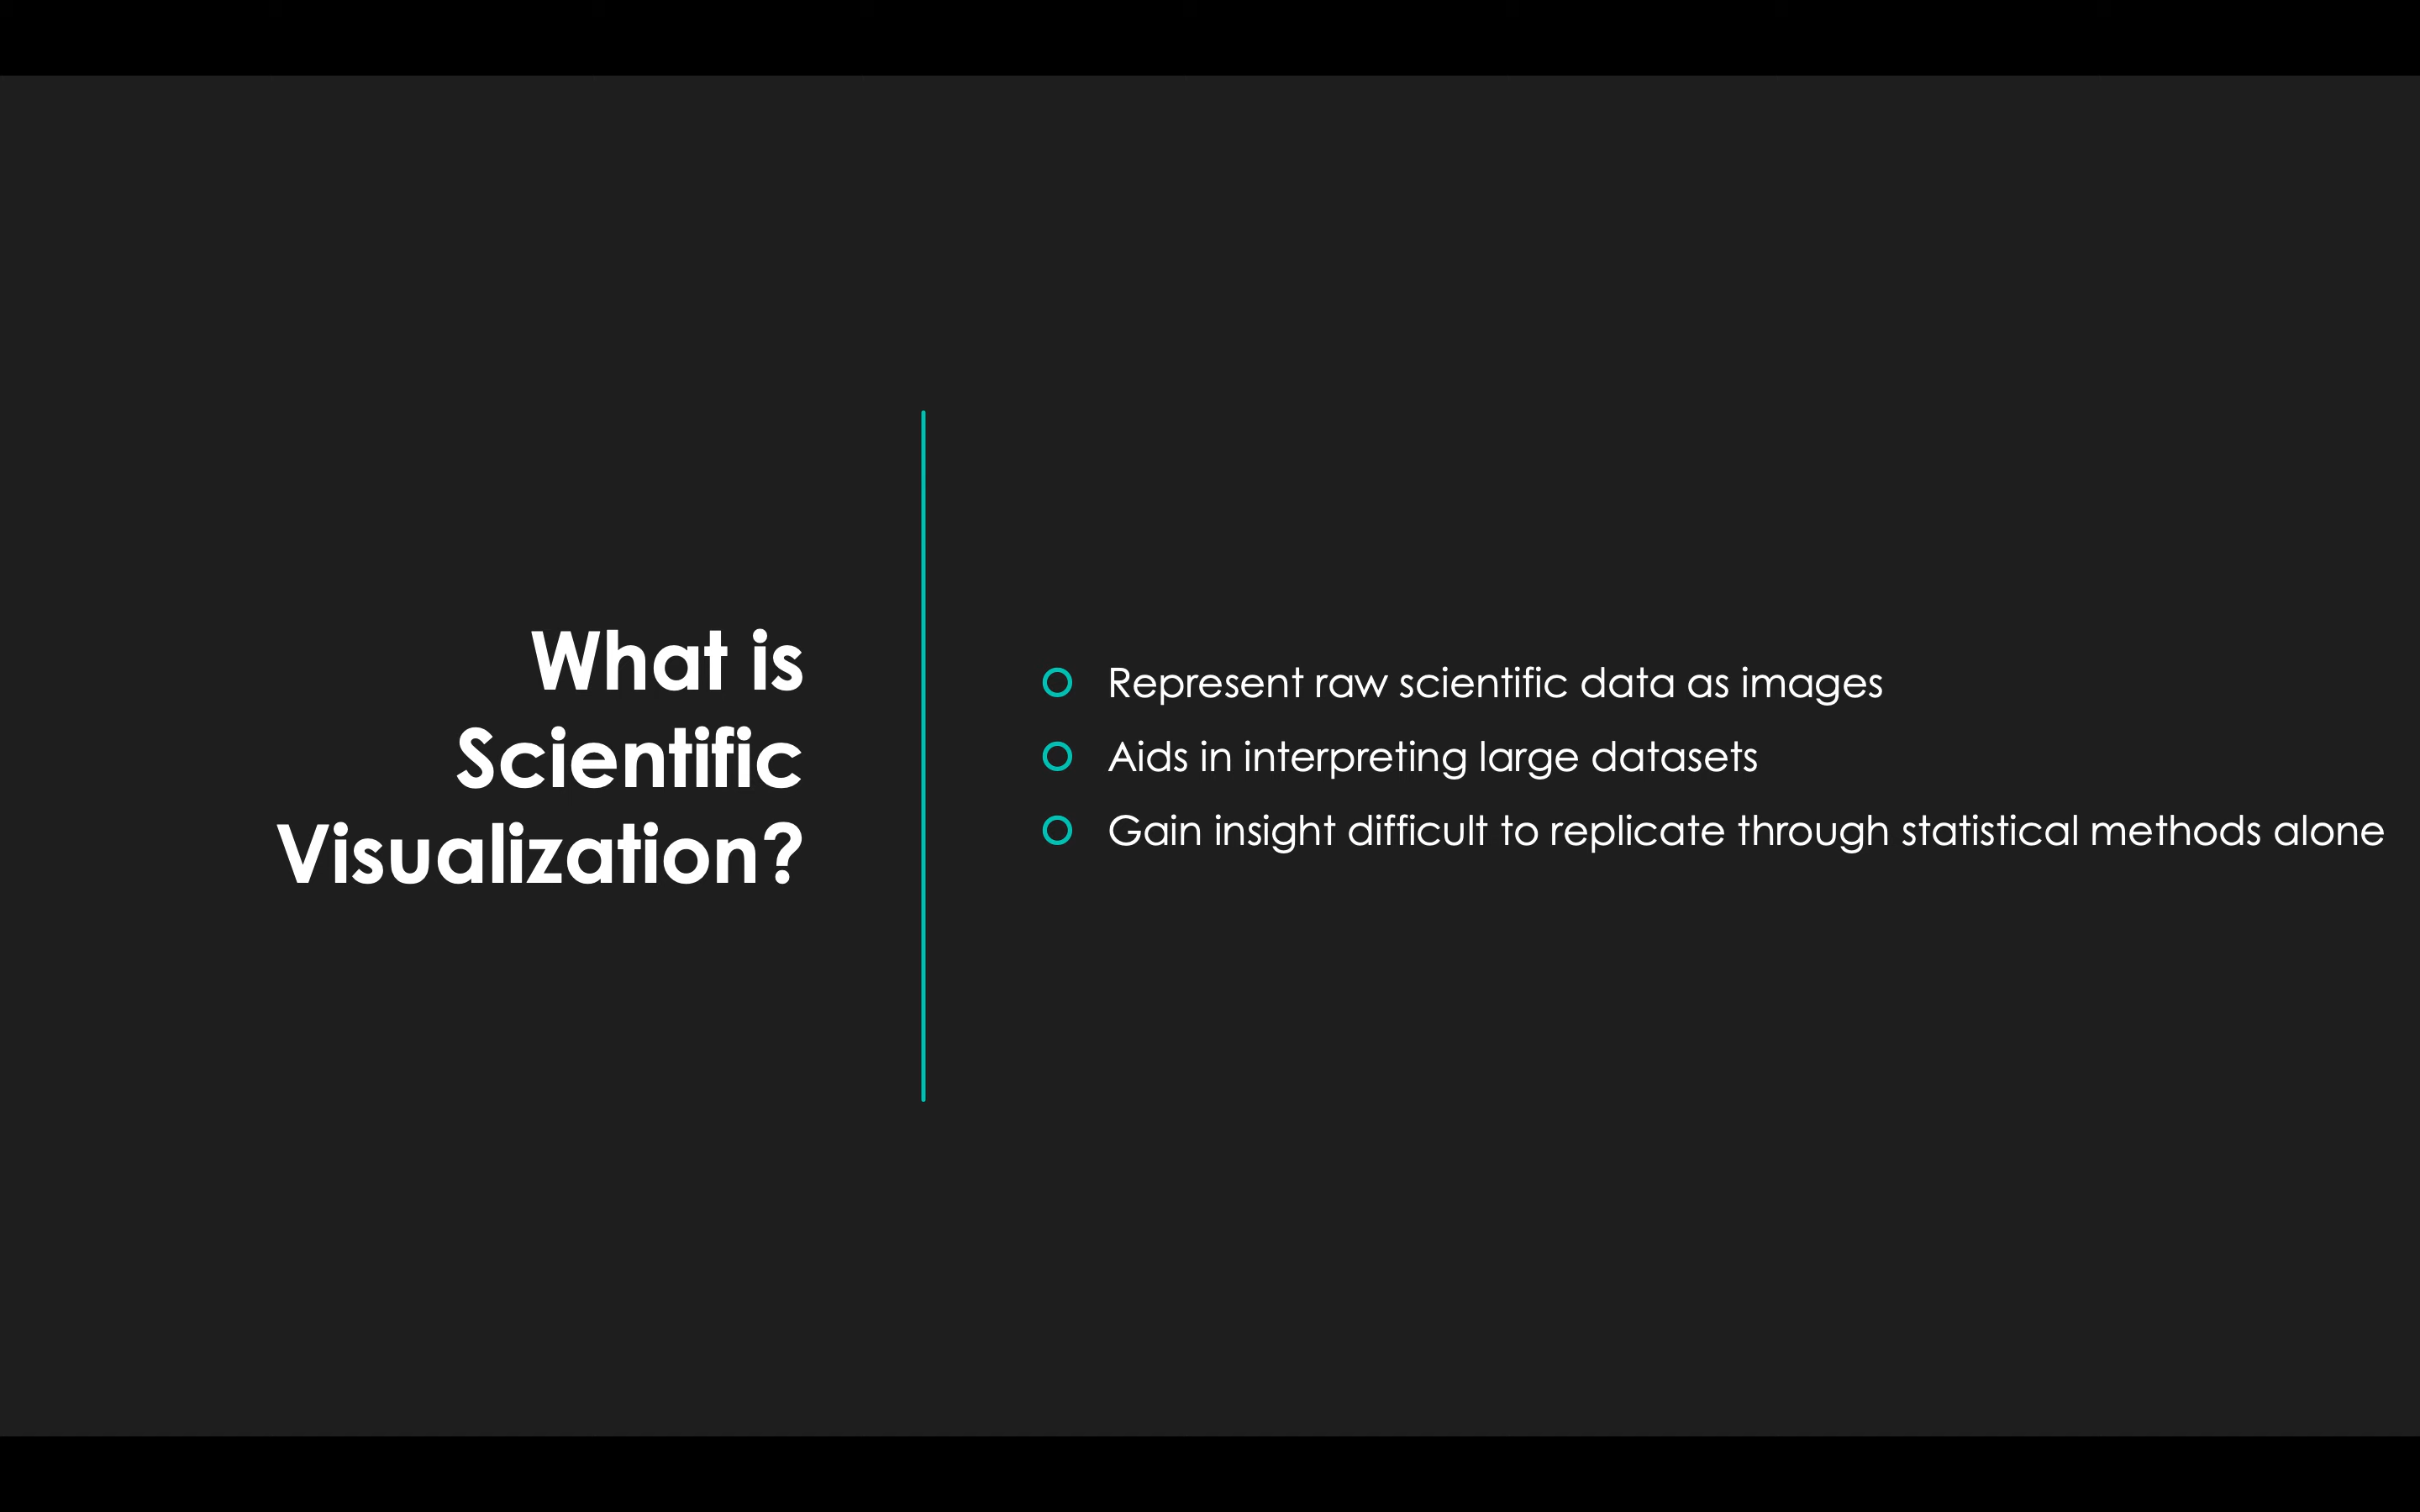 What is
Scientific
Visualization?
Represent raw scientific data as images
Aids in interpreting large datasets
Gain insight difficult to replicate through statistical methods alone